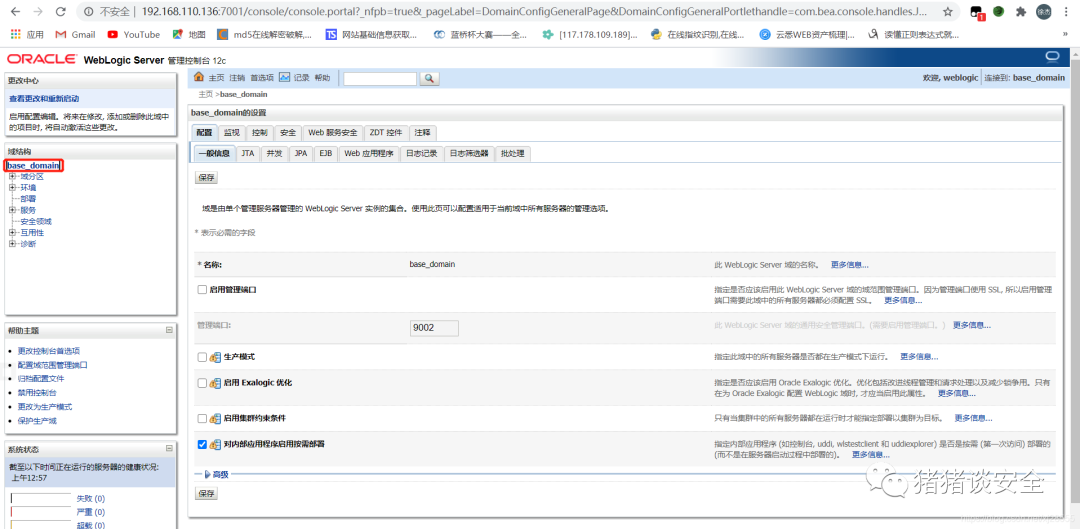 不安全 | 192.168.110.136:7001/console/console.portal?_nfpb=true&_pageLabel=DomainConfigGeneralPage&DomainConfigGeneralPortlethandle=com.bea.console.handles.J...
应用 Gmail YouTube 地图 md5在线解密破解,... 网站基础信息获取... 蓝桥杯大赛——全... [117.178.109.189]... 在线指纹识别,在线... 云悉WEB资产梳理|... 读懂正则表达式就... »
ORACLE WebLogic Server 管理控制台 12c
更改中心
查看更改和重新启动
启用配置编辑。将来在修改, 添加或删除此域中的项目时, 将自动激活这些更改。
域结构
base_domain
域分区
环境
部署
服务
安全领域
互用性
诊断
帮助主题
更改控制台首选项
配置域范围管理端口
归档配置文件
禁用控制台
更改为生产模式
保护生产域
系统状态
截至以下时间正在运行的服务器的健康状况: 上午12:57
失败 (0)
严重 (0)
超载 (0)
主页 注销 首选项 记录 帮助
欢迎, weblogic 连接到: base_domain
主页 >base_domain
base_domain的设置
配置 监视 控制 安全 Web 服务安全 ZDT 控件 注释
一般信息 JTA 并发 JPA EJB Web 应用程序 日志记录 日志筛选器 批处理
保存
域是由单个管理服务器管理的 WebLogic Server 实例的集合。使用此页可以配置适用于当前域中所有服务器的管理选项。
* 表示必需的字段
* 名称: base_domain 此 WebLogic Server 域的名称。 更多信息...
启用管理端口 指定是否应该启用此 WebLogic Server 域的域范围管理端口。因为管理端口使用 SSL, 所以启用管理
端口需要此域中的所有服务器都必须配置 SSL。 更多信息...
管理端口: 9002 此 WebLogic Server 域的通用安全管理端口。(需要启用管理端口。) 更多信息...
生产模式 指定此域中的所有服务器是否都在生产模式下运行。 更多信息...
启用 Exalogic 优化 指定是否应该启用 Oracle Exalogic 优化。优化包括改进线程管理和请求处理以及减少锁争用。只有
在为 Oracle Exalogic 配置 WebLogic 域时, 才应当启用此属性。 更多信息...
启用集群约束条件 只有当集群中的所有服务器都在运行时才能指定部署以集群为目标。 更多信息...
对内部应用程序启用按需部署 指定内部应用程序 (如控制台, uddi, wlstestclient 和 uddiexplorer) 是否是按需 (第一次访问) 部署的
(而不是在服务器启动过程中部署的)。 更多信息...
高级
保存
猪猪谈安全